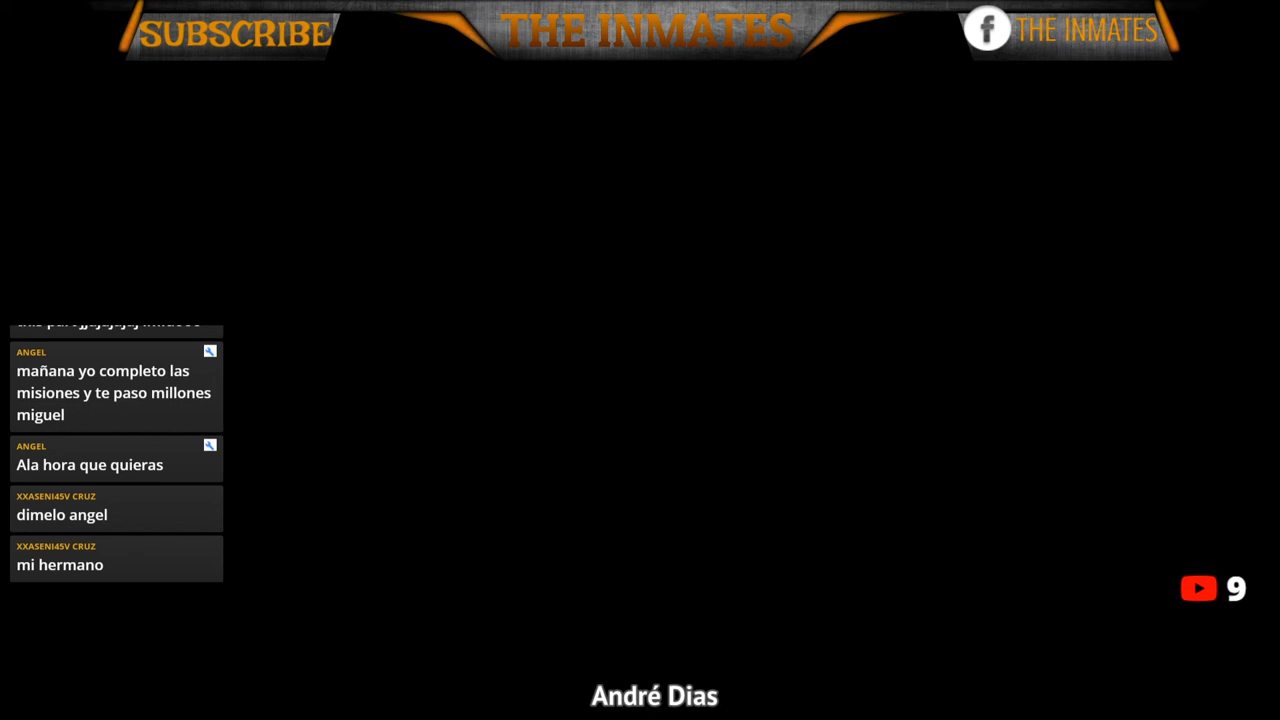 SUBSCRIBE
THE INMATES
THE INMATES
ANGEL
mañana yo completo las
misiones y te paso millones
miguel
ANGEL
Ala hora que quieras
XXASENI45V CRUZ
dimelo angel
XXASENI45V CRUZ
mi hermano
9
André Dias